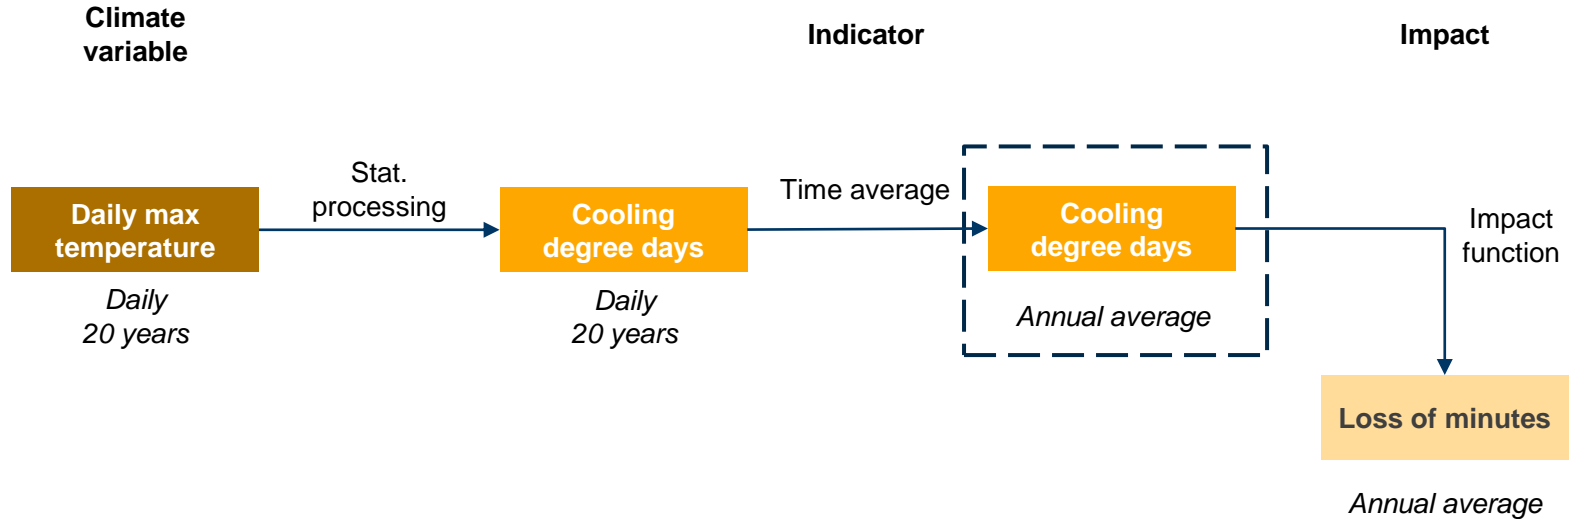 Climate
variable
Indicator
Impact
Stat.
processing
Time average
Daily max
temperature
Cooling
degree days
Cooling
degree days
Impact
function
Daily
20 years
Daily
20 years
Annual average
Loss of minutes
Annual average